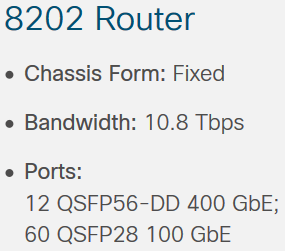 8202 Router
• Chassis Form: Fixed
• Bandwidth: 10.8 Tbps
• Ports:
12 QSFP56-DD 400 GbE;
60 QSFP28 100 GbE